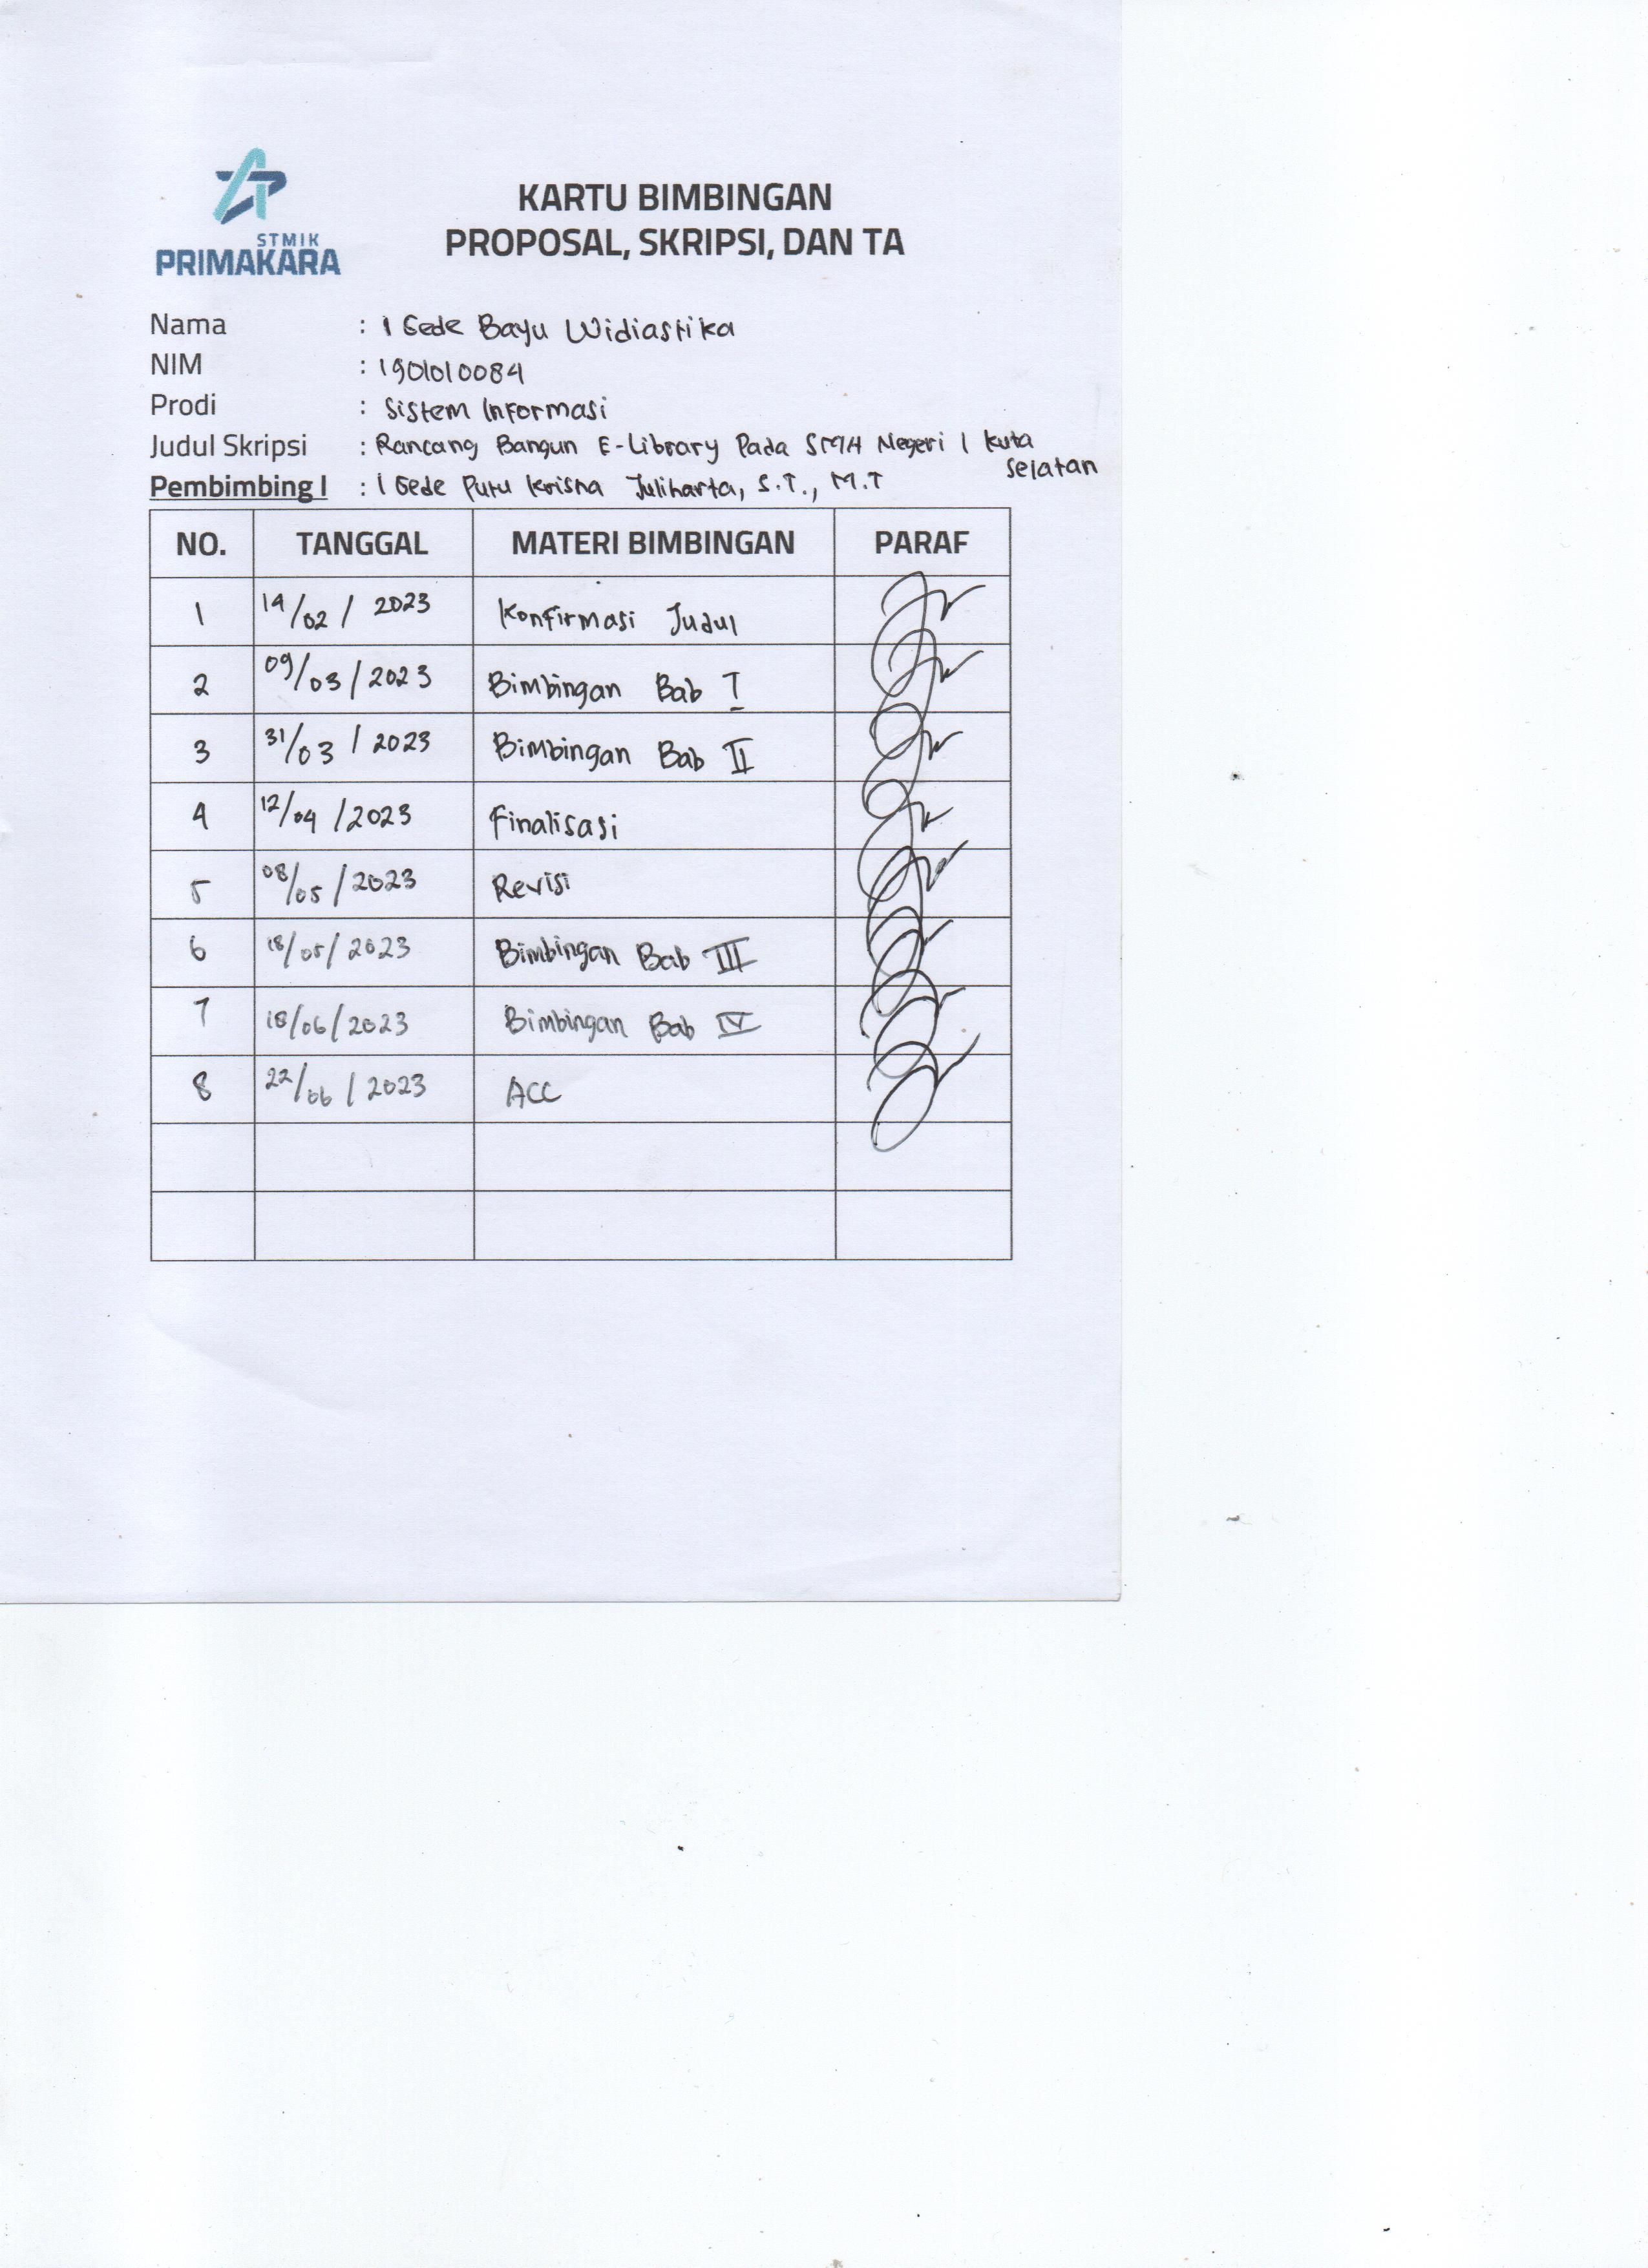 STMIK
PRIMAKARA
KARTU BIMBINGAN
PROPOSAL, SKRIPSI, DAN TA
Nama : I Gede Bayu Widiastika
NIM : 1901010084
Prodi : Sistem Informasi
Judul Skripsi : Rancang Bangun E-Library Pada SMA Negeri 1 Kuta
Selatan
Pembimbing I : I Gede Putu Krisna Juliharta, S.T., M.T
NO. TANGGAL MATERI BIMBINGAN PARAF
1 14/02/2023 Konfirmasi Judul
2 09/03/2023 Bimbingan Bab I
3 31/03/2023 Bimbingan Bab II
4 12/04/2023 Finalisasi
5 08/05/2023 Revisi
6 18/05/2023 Bimbingan Bab III
7 18/06/2023 Bimbingan Bab IV
8 22/06/2023 ACC